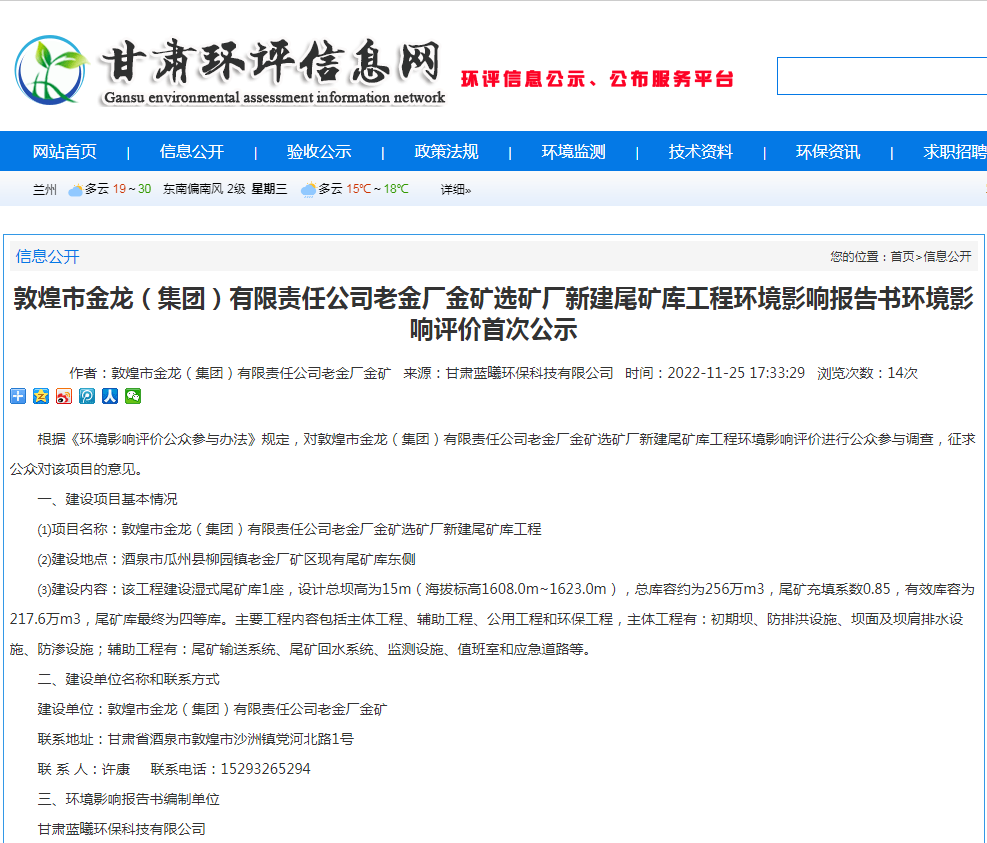 甘肃环评信息网
Gansu environmental assessment information network
环评信息公示、公布服务平台
网站首页 | 信息公开 | 验收公示 | 政策法规 | 环境监测 | 技术资料 | 环保资讯 | 求职招聘
兰州 多云 19～30 东南偏南风 2级 星期三 多云 15℃～18℃ 详细»
信息公开 您的位置：首页>信息公开
敦煌市金龙（集团）有限责任公司老金厂金矿选矿厂新建尾矿库工程环境影响报告书环境影
响评价首次公示
作者：敦煌市金龙（集团）有限责任公司老金厂金矿 来源：甘肃蓝曦环保科技有限公司 时间：2022-11-25 17:33:29 浏览次数：14次
根据《环境影响评价公众参与办法》规定，对敦煌市金龙（集团）有限责任公司老金厂金矿选矿厂新建尾矿库工程环境影响评价进行公众参与调查，征求
公众对该项目的意见。
一、建设项目基本情况
⑴项目名称：敦煌市金龙（集团）有限责任公司老金厂金矿选矿厂新建尾矿库工程
⑵建设地点：酒泉市瓜州县柳园镇老金厂矿区现有尾矿库东侧
⑶建设内容：该工程建设湿式尾矿库1座，设计总坝高为15m（海拔标高1608.0m~1623.0m），总库容约为256万m3，尾矿充填系数0.85，有效库容为
217.6万m3，尾矿库最终为四等库。主要工程内容包括主体工程、辅助工程、公用工程和环保工程，主体工程有：初期坝、防排洪设施、坝面及坝肩排水设
施、防渗设施；辅助工程有：尾矿输送系统、尾矿回水系统、监测设施、值班室和应急道路等。
二、建设单位名称和联系方式
建设单位：敦煌市金龙（集团）有限责任公司老金厂金矿
联系地址：甘肃省酒泉市敦煌市沙洲镇党河北路1号
联 系 人：许康 联系电话：15293265294
三、环境影响报告书编制单位
甘肃蓝曦环保科技有限公司